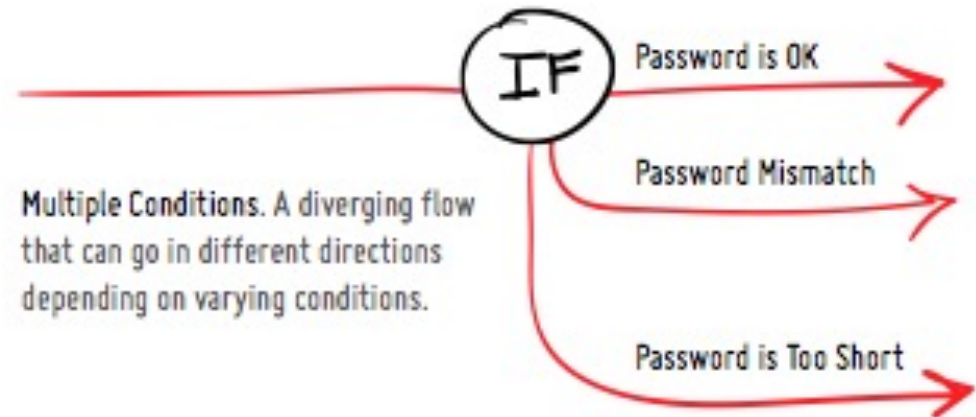 IF
Password is OK
Password Mismatch
Multiple Conditions. A diverging flow
that can go in different directions
depending on varying conditions.
Password is Too Short